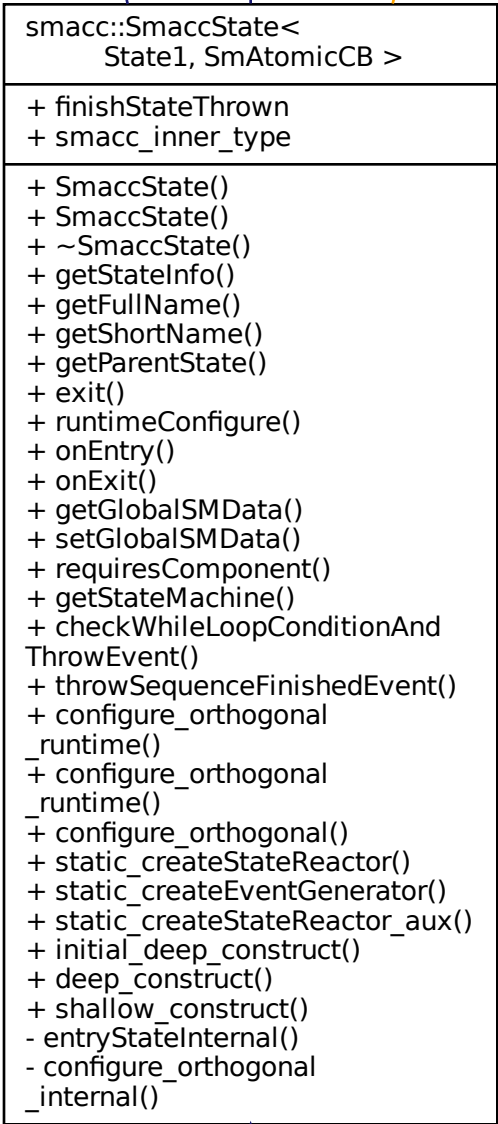 smacc::SmaccState<
State1, SmAtomicCB >
+ finishStateThrown
+ smacc_inner_type
+ SmaccState()
+ SmaccState()
+ ~SmaccState()
+ getStateInfo()
+ getFullName()
+ getShortName()
+ getParentState()
+ exit()
+ runtimeConfigure()
+ onEntry()
+ onExit()
+ getGlobalSMData()
+ setGlobalSMData()
+ requiresComponent()
+ getStateMachine()
+ checkWhileLoopConditionAnd
ThrowEvent()
+ throwSequenceFinishedEvent()
+ configure_orthogonal
_runtime()
+ configure_orthogonal
_runtime()
+ configure_orthogonal()
+ static_createStateReactor()
+ static_createEventGenerator()
+ static_createStateReactor_aux()
+ initial_deep_construct()
+ deep_construct()
+ shallow_construct()
- entryStateInternal()
- configure_orthogonal
_internal()